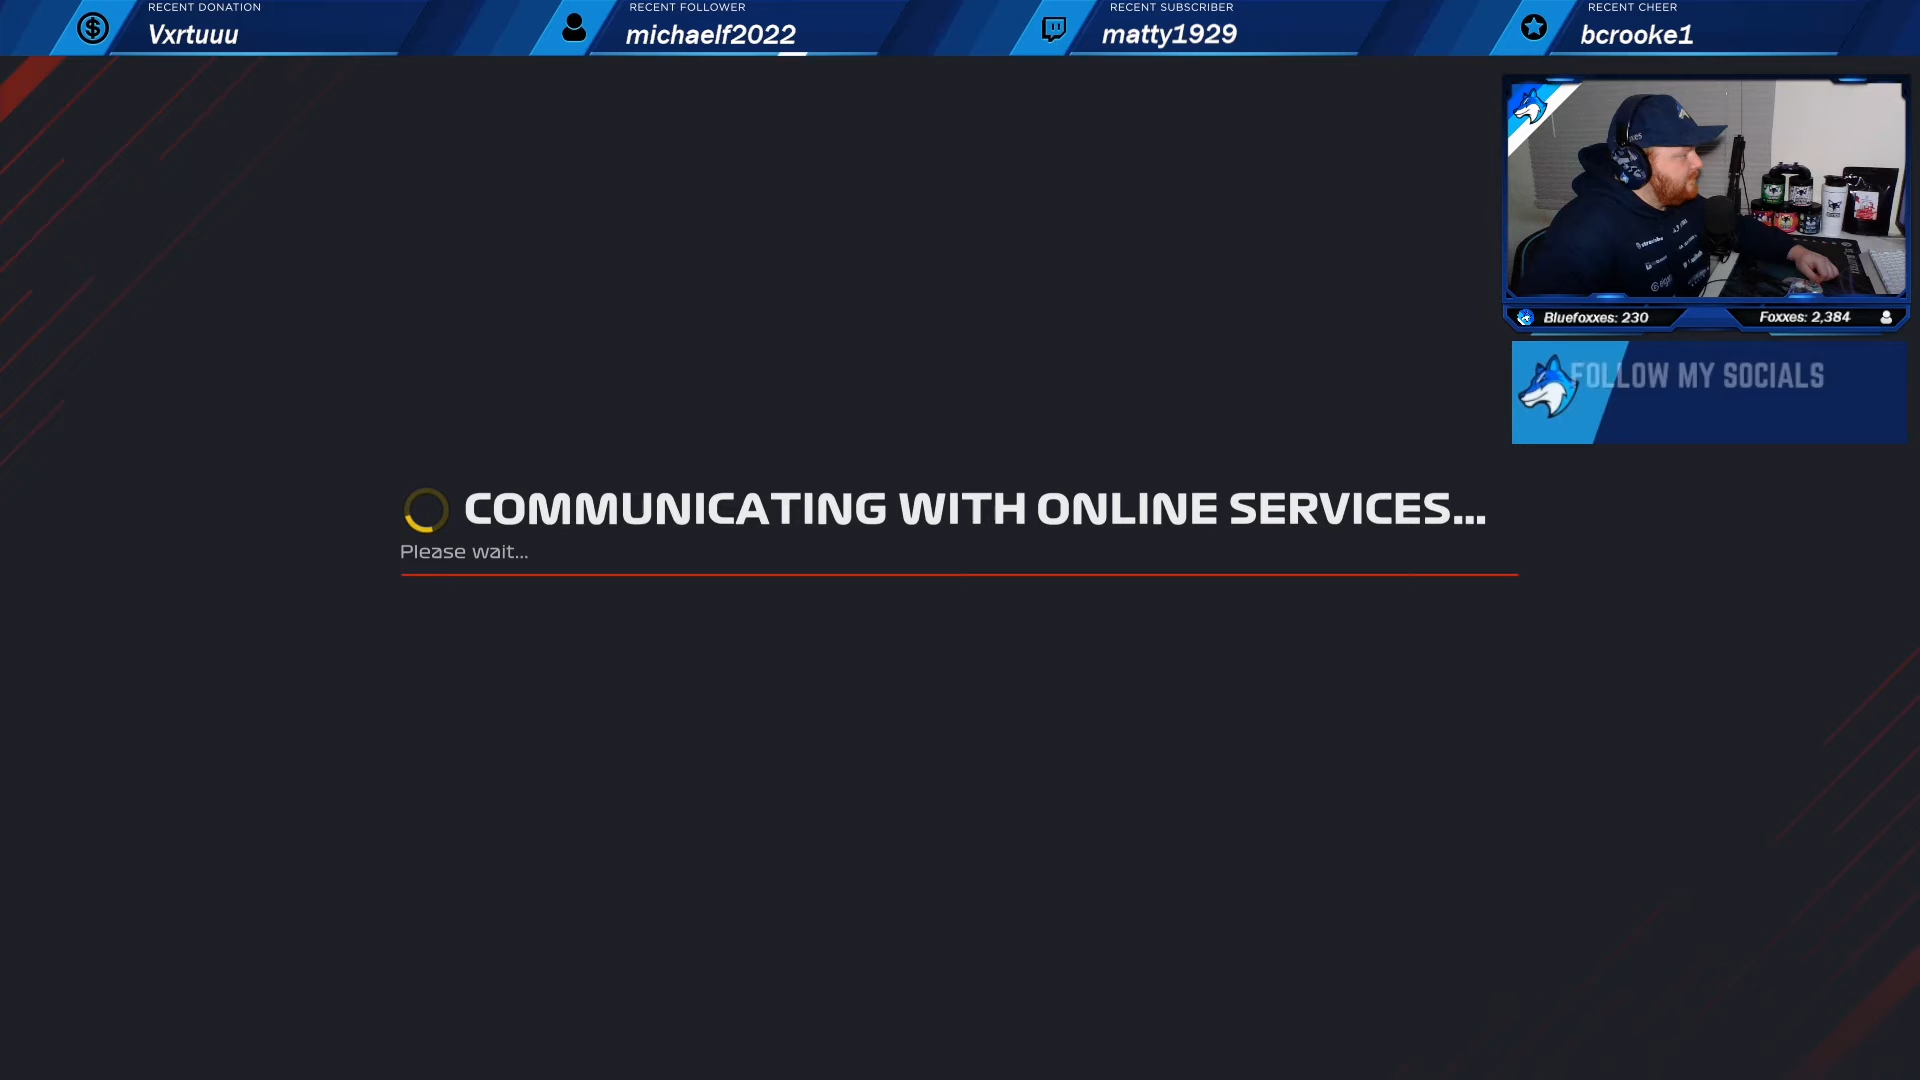 RECENT DONATION
Vxrtuuu
RECENT FOLLOWER
michaelf2022
RECENT SUBSCRIBER
matty1929
RECENT CHEER
bcrooke1
Bluefoxxes: 230
Foxxes: 2,384
FOLLOW MY SOCIALS
COMMUNICATING WITH ONLINE SERVICES...
Please wait...